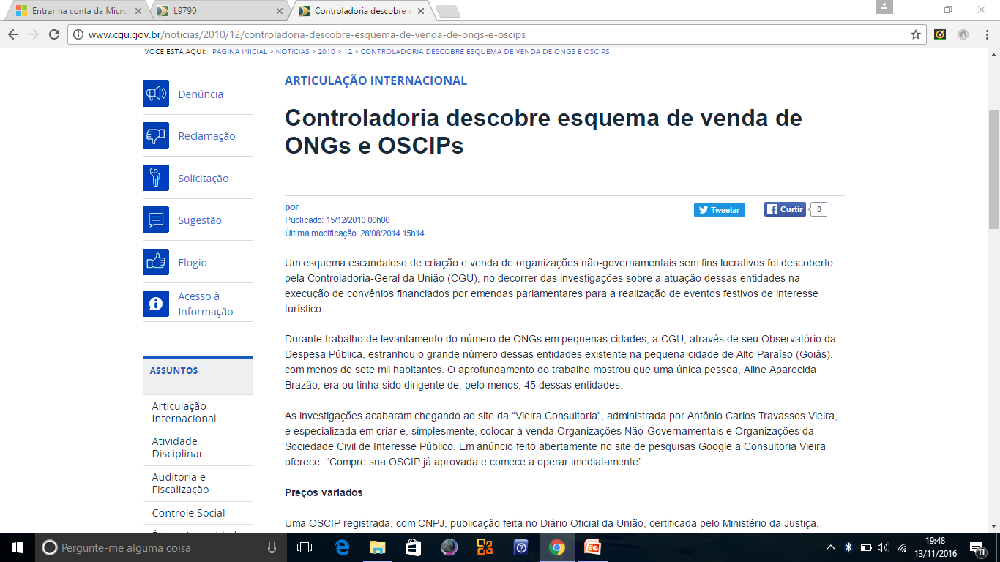 Entrar na conta da Micro
L9790
Controladoria descobre e
www.cgu.gov.br/noticias/2010/12/controladoria-descobre-esquema-de-venda-de-ongs-e-oscips
VOCÊ ESTÁ AQUI: PÁGINA INICIAL > NOTÍCIAS > 2010 > 12 > CONTROLADORIA DESCOBRE ESQUEMA DE VENDA DE ONGS E OSCIPS
Denúncia
Reclamação
Solicitação
Sugestão
Elogio
Acesso à
Informação
ASSUNTOS
Articulação
Internacional
Atividade
Disciplinar
Auditoria e
Fiscalização
Controle Social
ARTICULAÇÃO INTERNACIONAL
Controladoria descobre esquema de venda de
ONGs e OSCIPs
por
Publicado: 15/12/2010 00h00
Última modificação: 28/08/2014 15h14
Tweetar
Curtir
0
Um esquema escandaloso de criação e venda de organizações não-governamentais sem fins lucrativos foi descoberto
pela Controladoria-Geral da União (CGU), no decorrer das investigações sobre a atuação dessas entidades na
execução de convênios financiados por emendas parlamentares para a realização de eventos festivos de interesse
turístico.
Durante trabalho de levantamento do número de ONGs em pequenas cidades, a CGU, através de seu Observatório da
Despesa Pública, estranhou o grande número dessas entidades existente na pequena cidade de Alto Paraíso (Goiás),
com menos de sete mil habitantes. O aprofundamento do trabalho mostrou que uma única pessoa, Aline Aparecida
Brazão, era ou tinha sido dirigente de, pelo menos, 45 dessas entidades.
As investigações acabaram chegando ao site da “Vieira Consultoria”, administrada por Antônio Carlos Travassos Vieira,
e especializada em criar e, simplesmente, colocar à venda Organizações Não-Governamentais e Organizações da
Sociedade Civil de Interesse Público. Em anúncio feito abertamente no site de pesquisas Google a Consultoria Vieira
oferece: “Compre sua OSCIP já aprovada e comece a operar imediatamente”.
Preços variados
Uma OSCIP registrada, com CNPJ, publicação feita no Diário Oficial da União, certificada pelo Ministério da Justiça,
Pergunte-me alguma coisa
19:48
13/11/2016
11